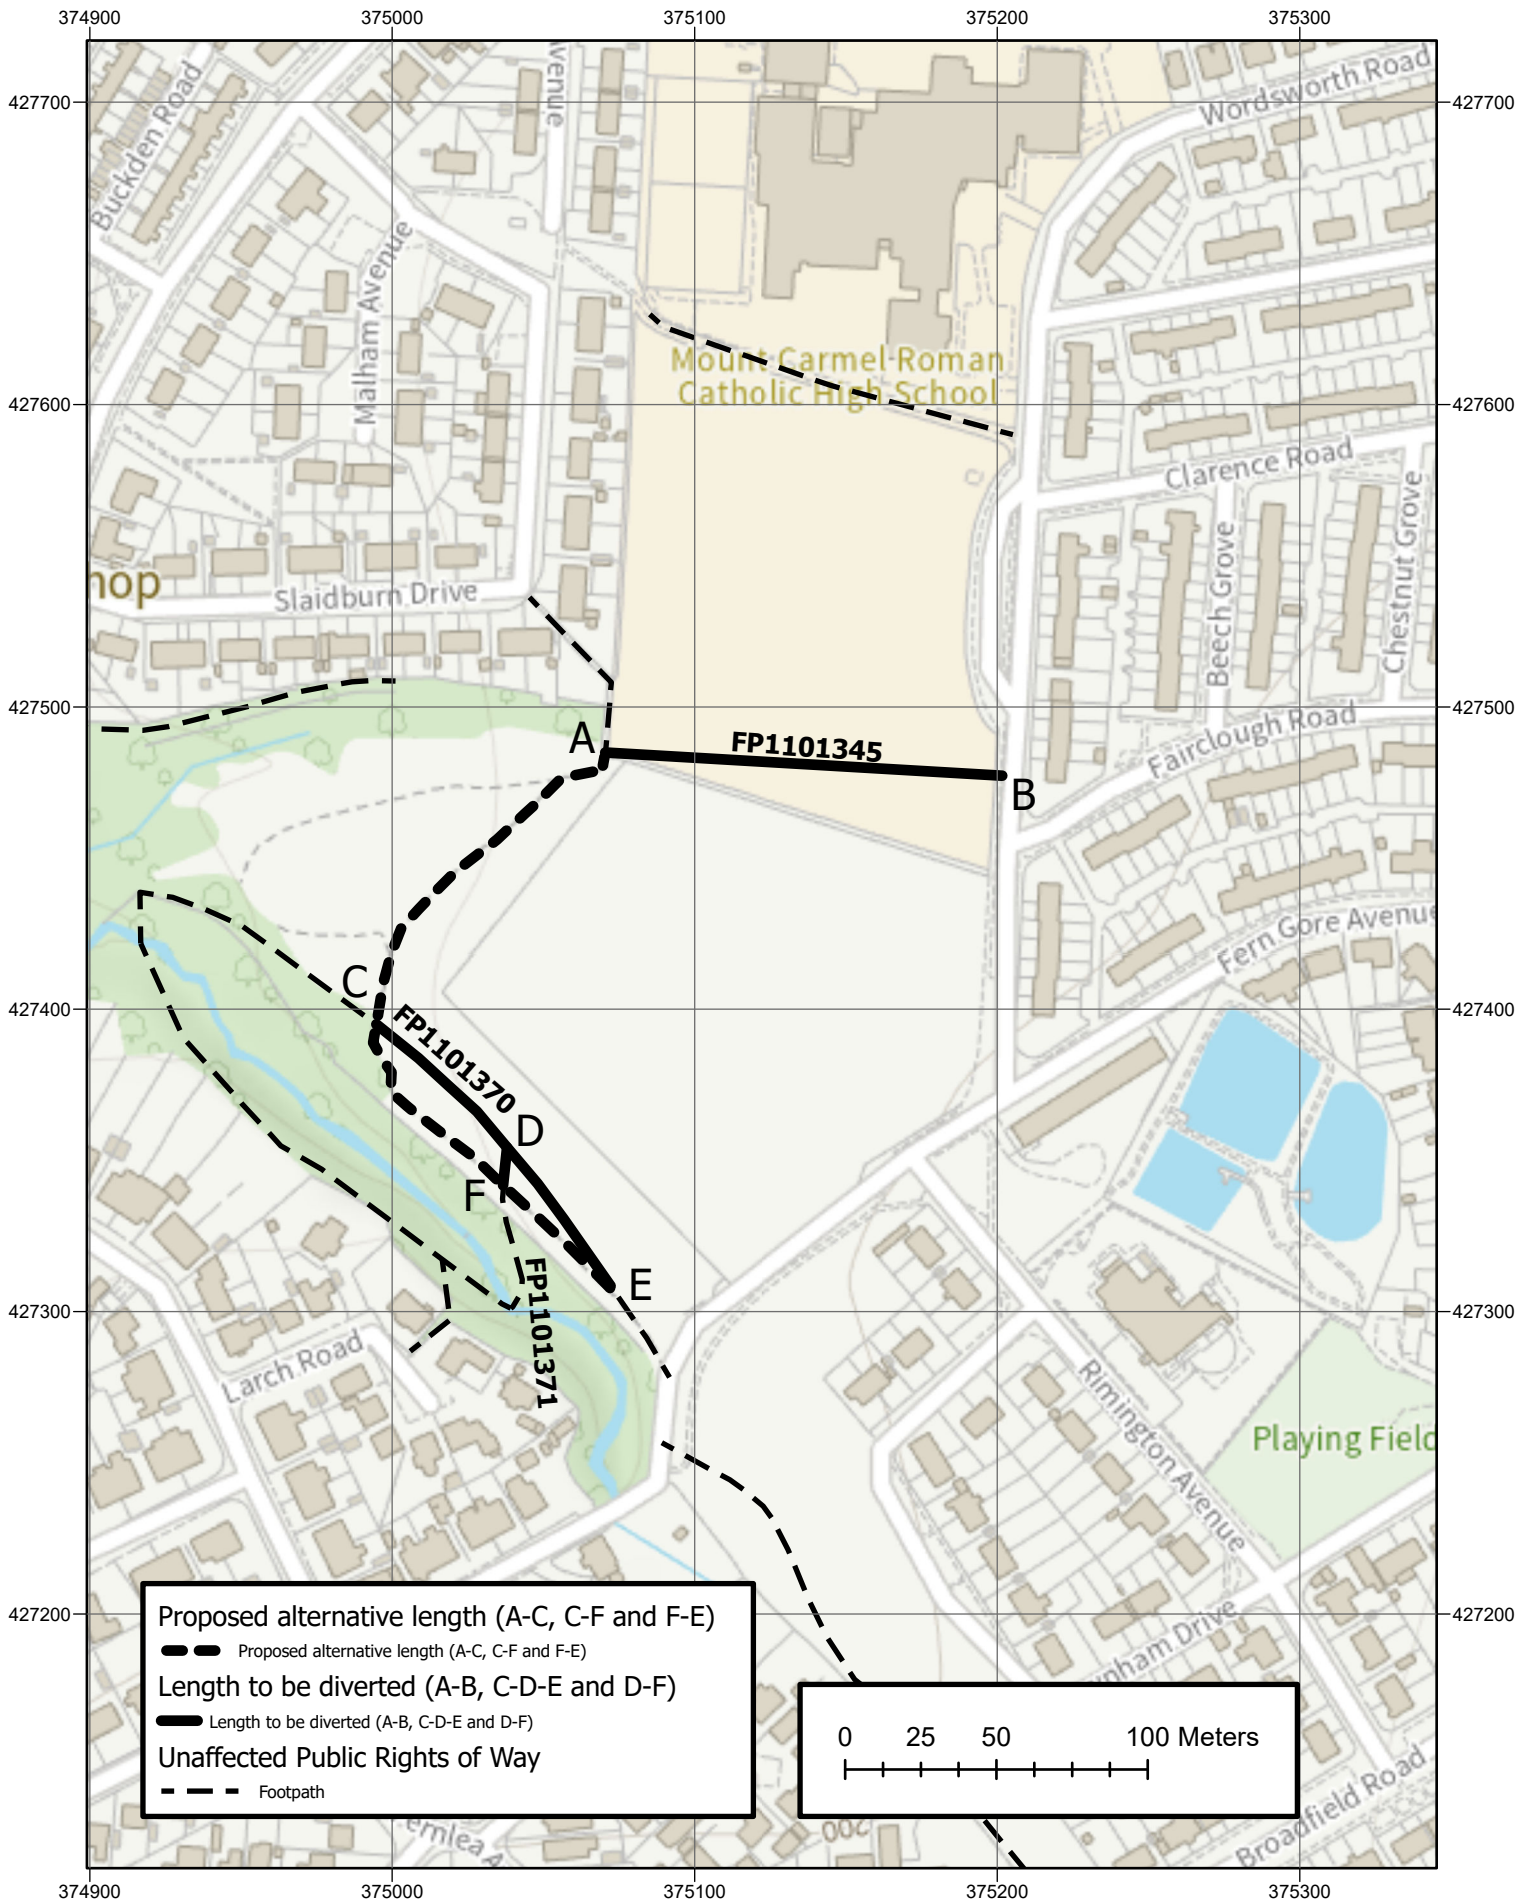 374900
375000
375100
375200
375300
427700
427700
Buckden Road
venue
Wordsworth Road
Malham Avenue
Mount Carmel Roman
Catholic High School
427600
427600
Clarence Road
Chestnut Grove
Beech Grove
hop
Slaidburn Drive
427500
427500
A
FP1101345
B
Fairclough Road
Fern Gore Avenue
C
427400
427400
FP1101370
D
F
E
427300
427300
FP1101371
Larch Road
Rimington Avenue
Playing Field
427200
427200
nham Drive
Broadfield Road
200
Proposed alternative length (A-C, C-F and F-E)
Proposed alternative length (A-C, C-F and F-E)
Length to be diverted (A-B, C-D-E and D-F)
Length to be diverted (A-B, C-D-E and D-F)
Unaffected Public Rights of Way
Footpath
0 25 50 100 Meters
ernlea A
374900
375000
375100
375200
375300